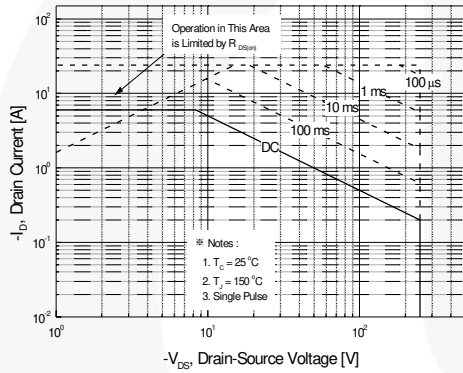 10²
Operation in This Area
is Limited by R DS(on)
10¹
10⁰
10⁻¹
10⁻²
-I_D, Drain Current [A]
100 µs
1 ms
10 ms
100 ms
DC
※ Notes :
1. T_C = 25 °C
2. T_J = 150 °C
3. Single Pulse
10⁰
10¹
10²
-V_DS, Drain-Source Voltage [V]